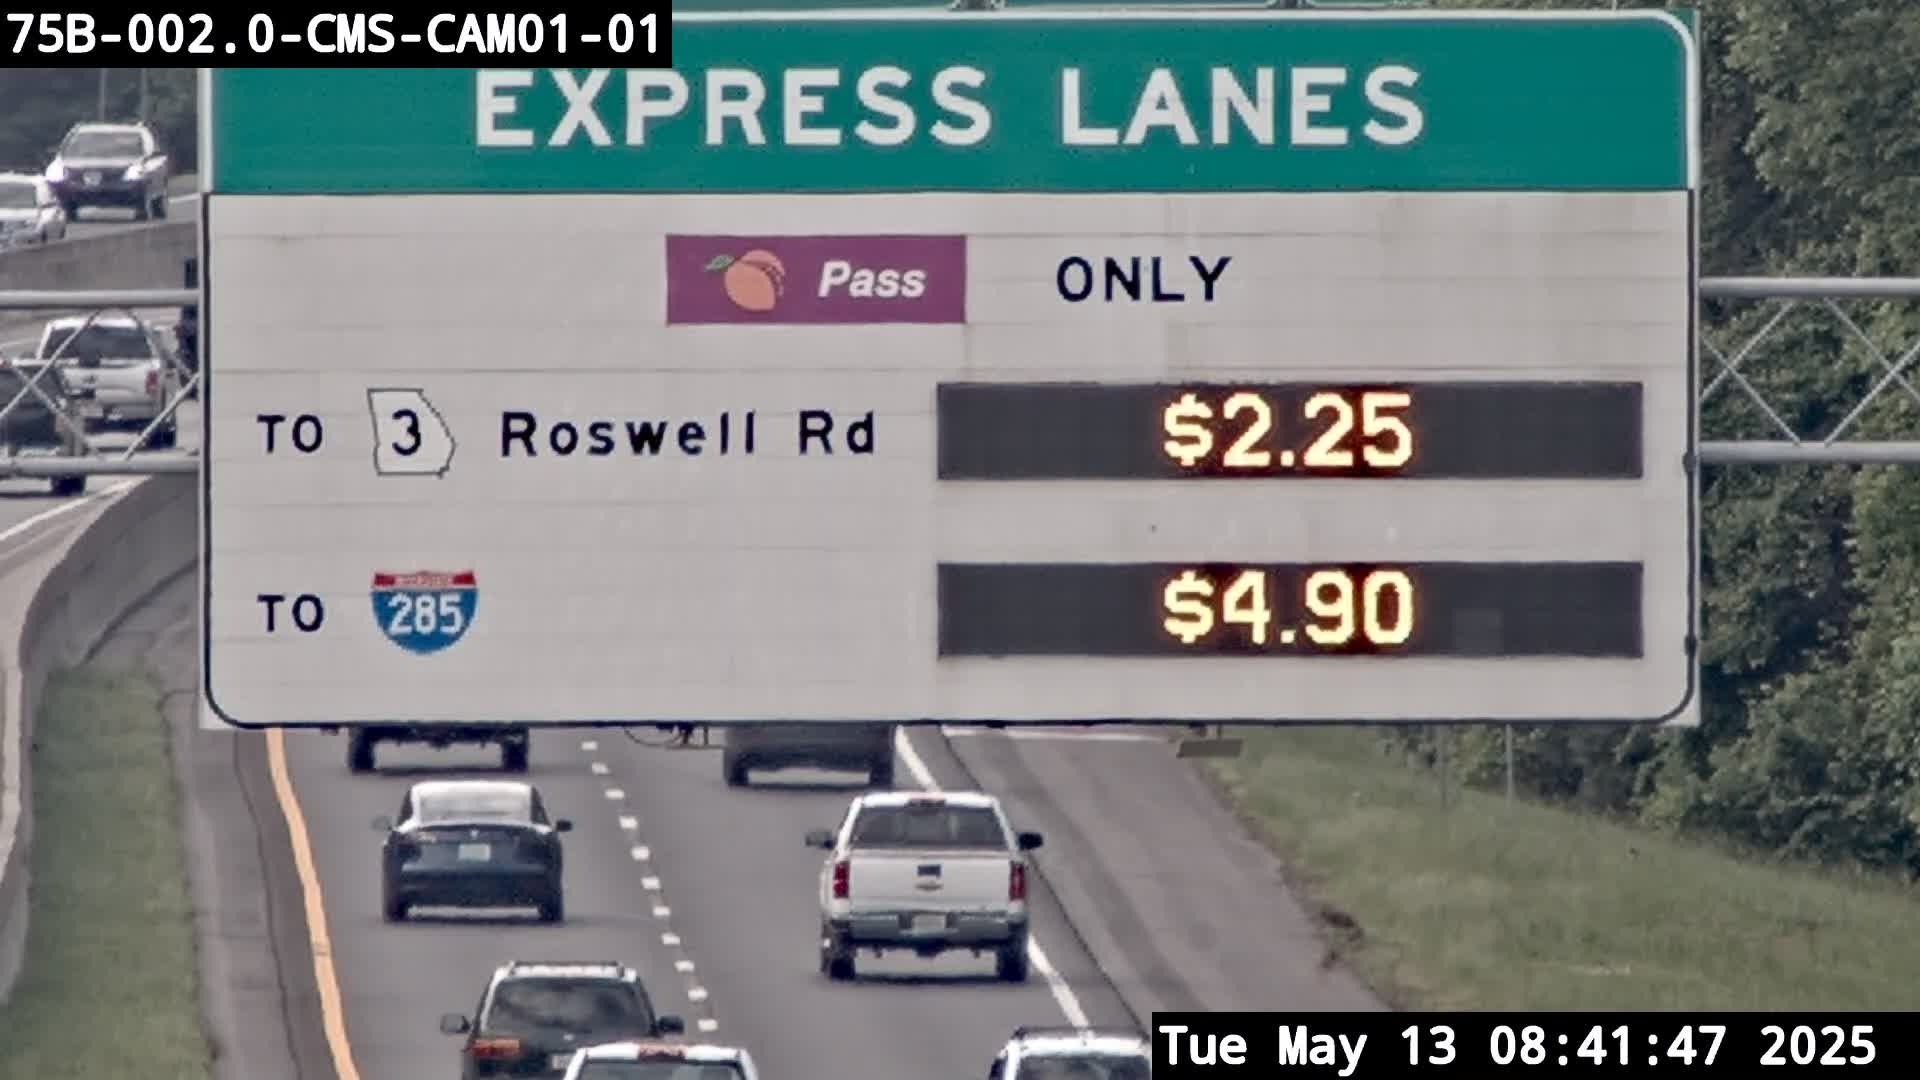 75B-002.0-CMS-CAM01-01
EXPRESS LANES
Pass ONLY
TO 3 Roswell Rd $2.25
TO 285 $4.90
Tue May 13 08:41:47 2025